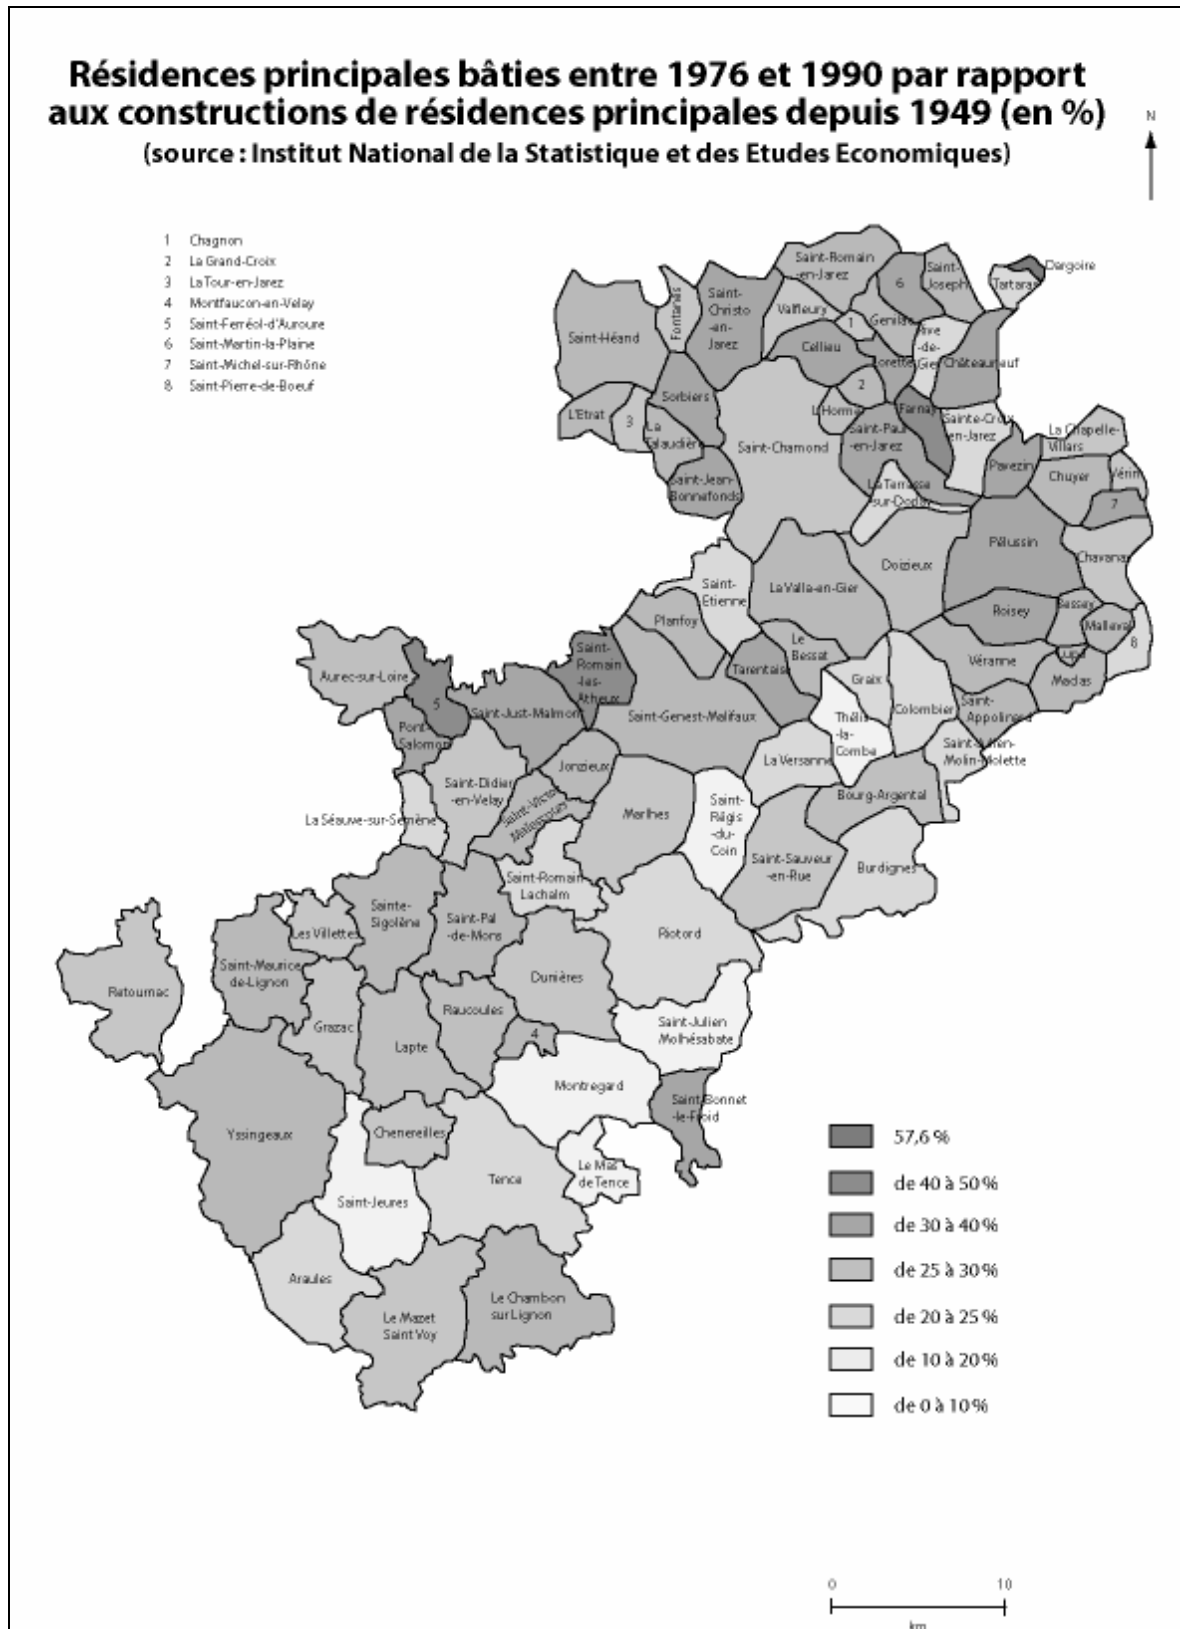 Résidences principales bâties entre 1976 et 1990 par rapport
aux constructions de résidences principales depuis 1949 (en %)
(source : Institut National de la Statistique et des Etudes Economiques)
N
1 Chagnon
2 La Grand-Croix
3 La Tour-en-Jarez
4 Montfaucon-en-Velay
5 Saint-Ferréol-d'Auroure
6 Saint-Martin-la-Plaine
7 Saint-Michel-sur-Rhône
8 Saint-Pierre-de-Boeuf
Saint-Romain
-en-Jarez
Saint-
Joseph
Dargoire
Tartaras
6
Fontanès
Saint-
Christo
-en-
Jarez
Valfleury
1
Genilac
Rive
-de-
Gier
Saint-Héand
Cellieu
Lorette
Châteauneuf
2
Sorbiers
L'Horme
Farnay
L'Etrat
3
La
Talaudière
Saint-Chamond
Saint-Paul
-en-Jarez
Sainte-Croix
-en-Jarez
La Chapelle-
Villars
Pavezin
Chuyer
Vérin
Saint-Jean-
Bonnefonds
La Terrasse
-sur-Dorlay
7
Pélussin
Chavanay
Doizieux
Saint-
Etienne
La Valla-en-Gier
Planfoy
Roisey
Bessey
Malleval
8
Lupé
Saint-
Romain
-les-
Atheux
Le
Bessat
Tarentaise
Véranne
Maclas
Aurec-sur-Loire
5
Graix
Saint-Just-Malmont
Saint-Genest-Malifaux
Colombier
Saint-
Appolinard
Pont-
Salomon
Thélis
-la-
Combe
Saint-Julien-
Molin-Molette
Jonzieux
La Versanne
Saint-Didier
-en-Velay
Saint-Victor
Malescours
Marlhes
Saint-
Régis
-du-
Coin
Bourg-Argental
La Séauve-sur-Semène
Saint-Sauveur
-en-Rue
Burdignes
Saint-Romain
Lachalm
Sainte-
Sigolène
Saint-Pal
-de-Mons
Les Villettes
Riotord
Saint-Maurice
de-Lignon
Dunières
Retournac
Raucoules
Grazac
Saint-Julien
Molhésabate
4
Lapte
Montregard
Saint-Bonnet
-le-Froid
Yssingeaux
Chenereilles
Le Mas
de Tence
Tence
Saint-Jeures
Araules
Le Chambon
sur Lignon
Le Mazet
Saint Voy
57,6 %
de 40 à 50 %
de 30 à 40 %
de 25 à 30 %
de 20 à 25 %
de 10 à 20 %
de 0 à 10 %
0 10
km